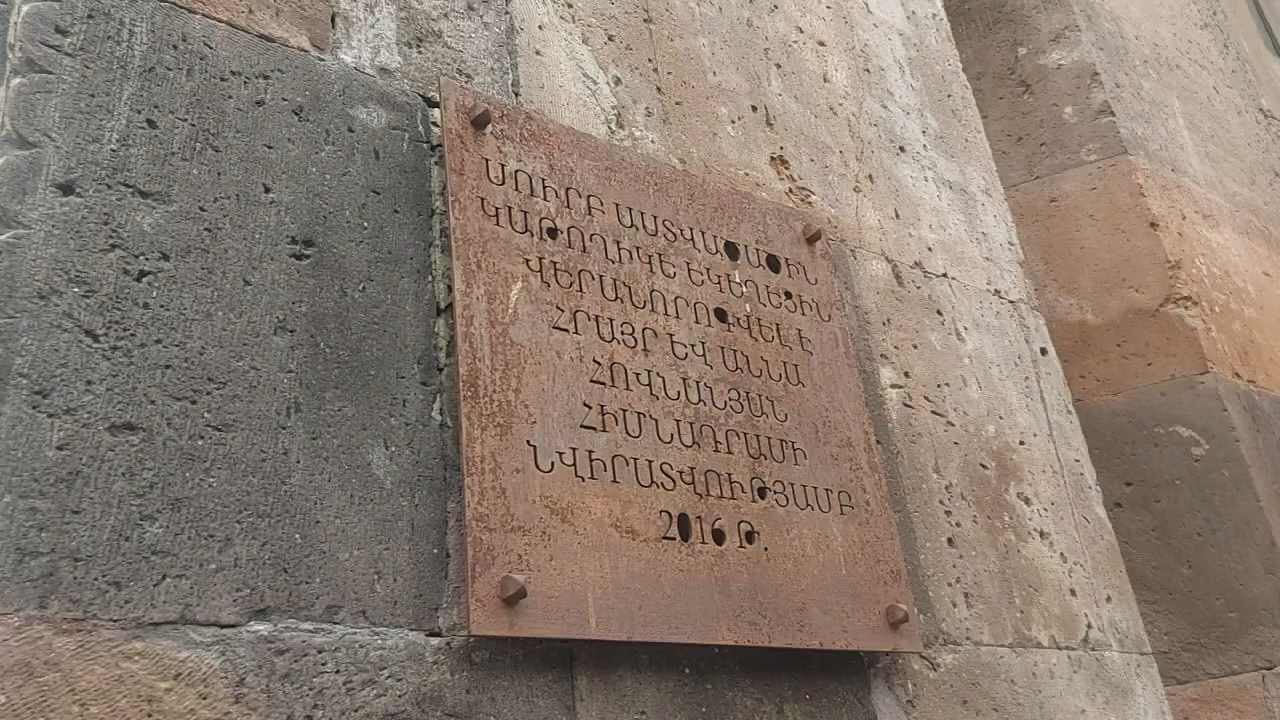 ՍՈՒՐԲ ԱՍՏՎԱԾԱԾԻՆ
ԿԱԹՈՂԻԿԵ ԵԿԵՂԵՑԻՆ
ՎԵՐԱՆՈՐՈԳՎԵԼ Է
ՀՐԱՅՐ ԵՎ ԱՆՆԱ
ՀՈՎՆԱՆՅԱՆ
ՀԻՄՆԱԴՐԱՄԻ
ՆՎԻՐԱՏՎՈՒԹՅԱՄԲ
2016 Թ.